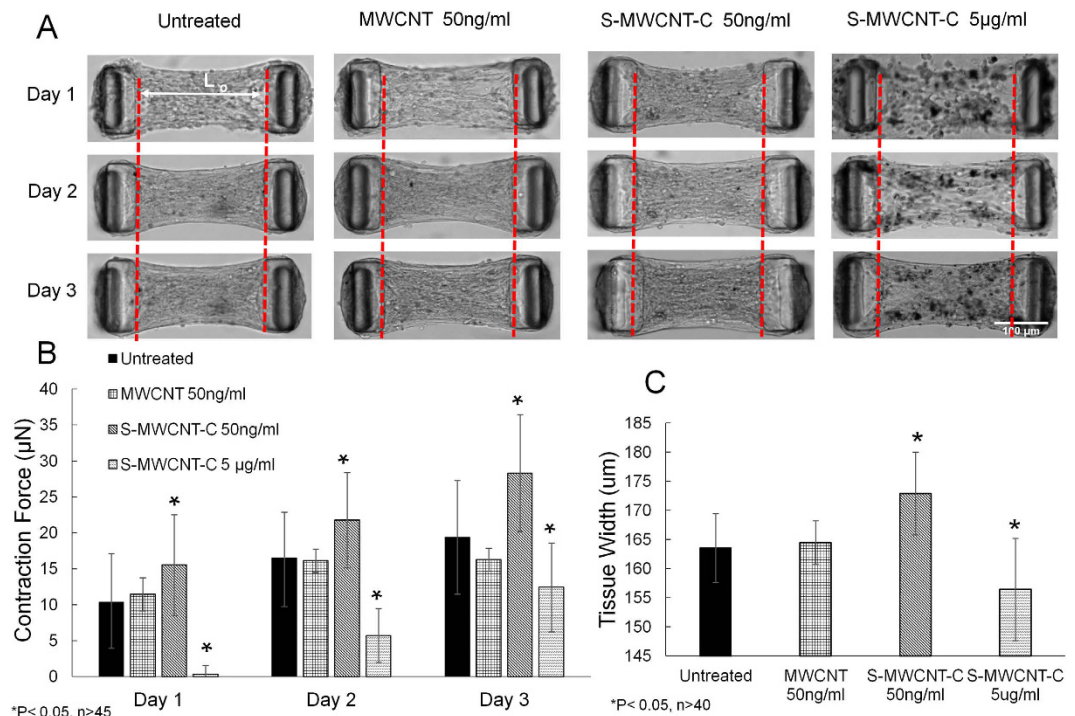 A
Untreated
MWCNT 50ng/ml
S-MWCNT-C 50ng/ml
S-MWCNT-C 5µg/ml
Day 1
L₀
Day 2
Day 3
100 µm
B
Untreated
MWCNT 50ng/ml
S-MWCNT-C 50ng/ml
S-MWCNT-C 5 µg/ml
Contraction Force (µN)
40
35
30
25
20
15
10
5
0
*
*
*
*
*
*
Day 1
Day 2
Day 3
*P< 0.05, n>45
C
Tissue Width (um)
185
180
175
170
165
160
155
150
145
*
*
Untreated
MWCNT
50ng/ml
S-MWCNT-C
50ng/ml
S-MWCNT-C
5ug/ml
*P< 0.05, n>40